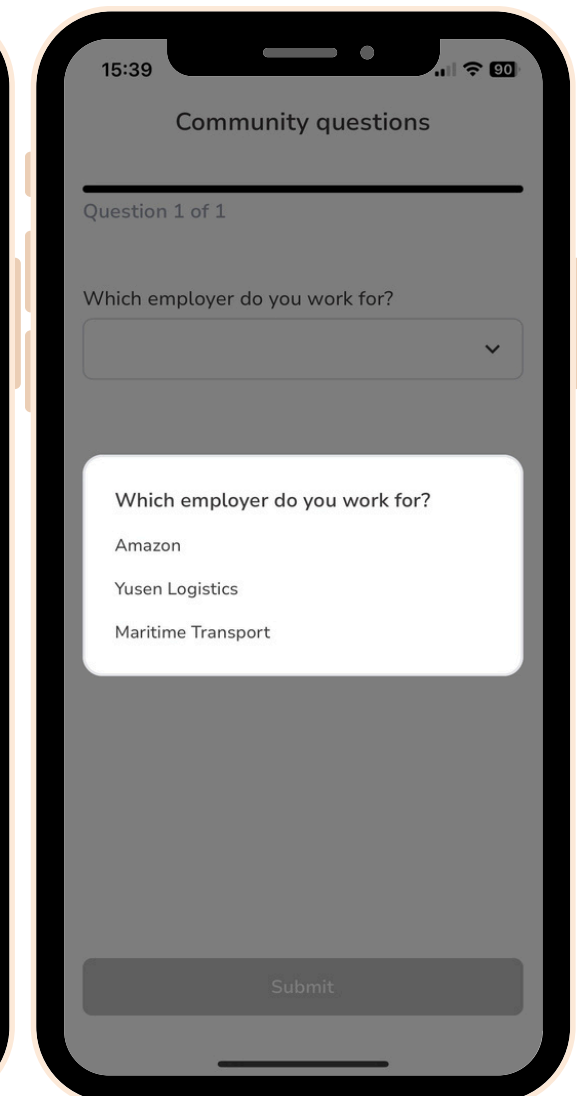 15:39
90
Community questions
Question 1 of 1
Which employer do you work for?
Which employer do you work for?
Amazon
Yusen Logistics
Maritime Transport
Submit